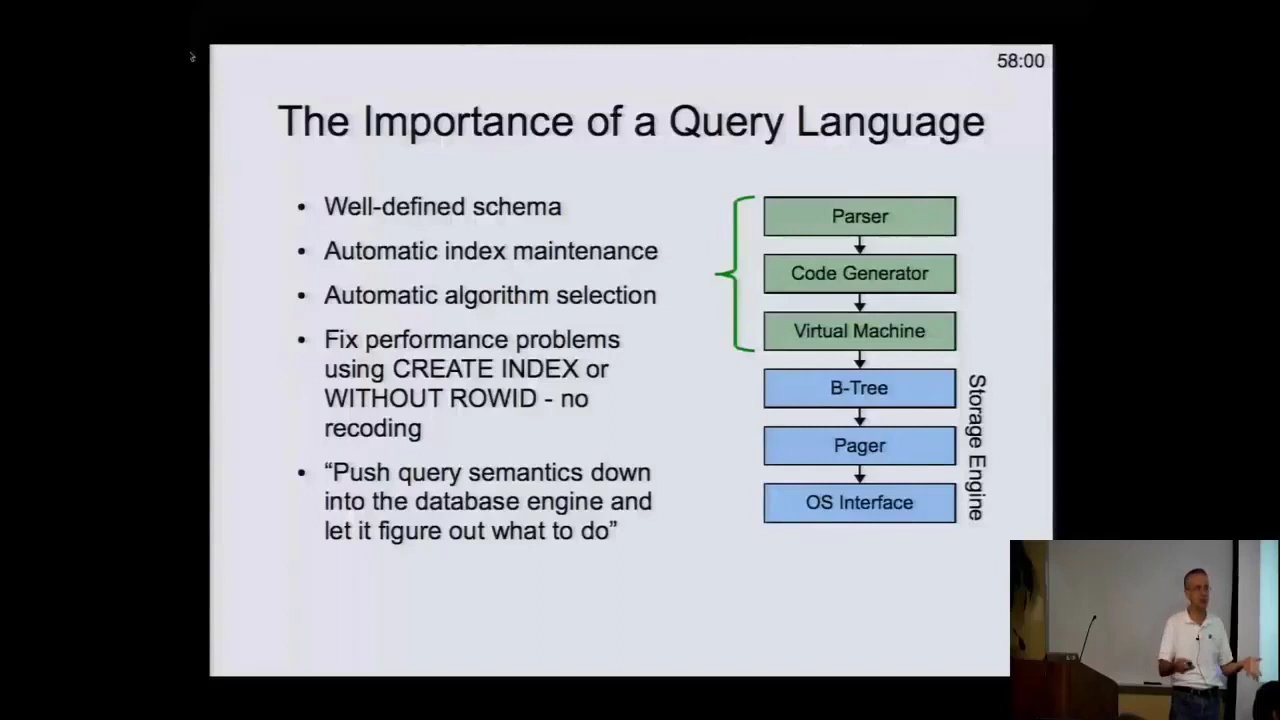 58:00
The Importance of a Query Language
• Well-defined schema
• Automatic index maintenance
• Automatic algorithm selection
• Fix performance problems
using CREATE INDEX or
WITHOUT ROWID - no
recoding
• “Push query semantics down
into the database engine and
let it figure out what to do”
Parser
Code Generator
Virtual Machine
B-Tree
Pager
OS Interface
Storage Engine